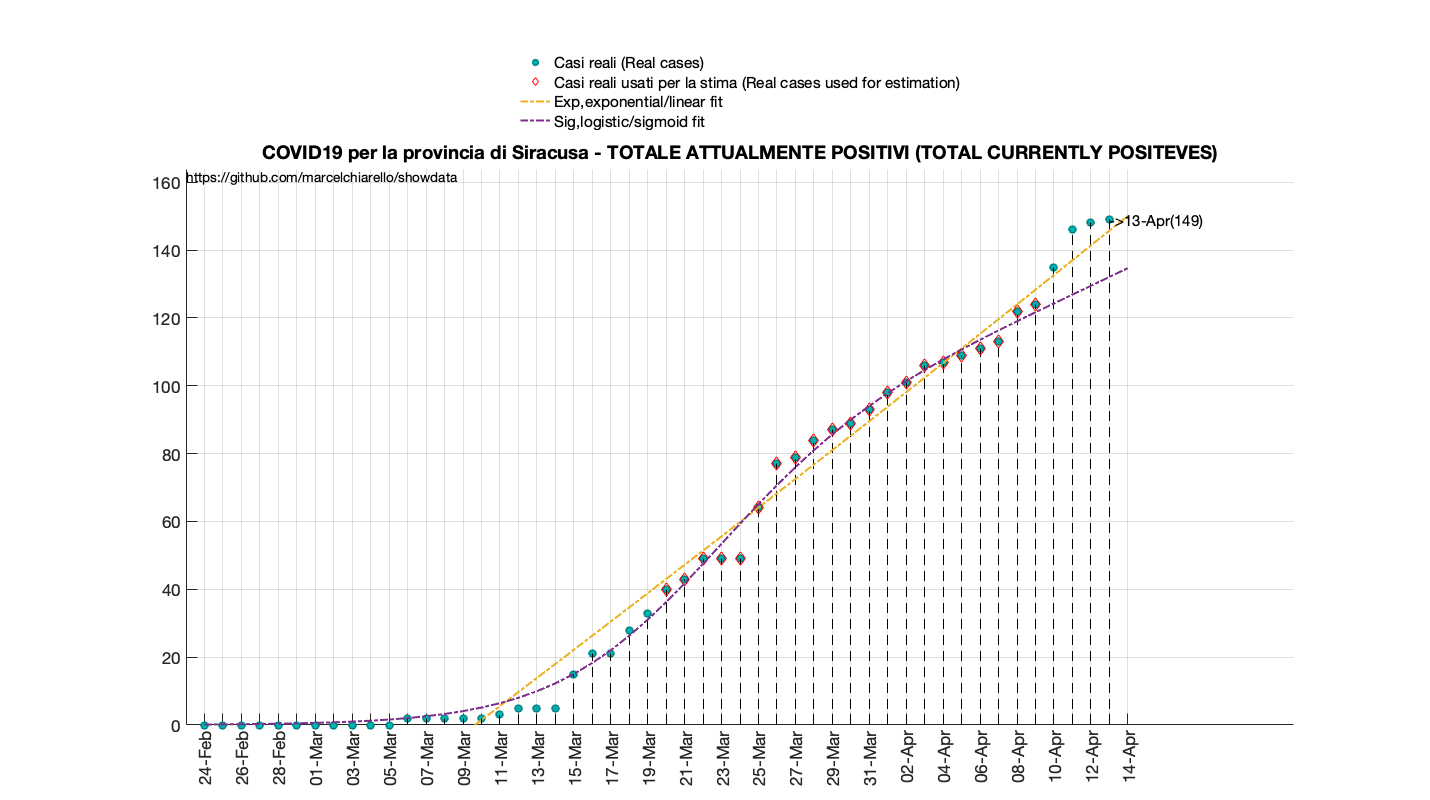 Casi reali (Real cases)
Casi reali usati per la stima (Real cases used for estimation)
Exp,exponential/linear fit
Sig,logistic/sigmoid fit
COVID19 per la provincia di Siracusa - TOTALE ATTUALMENTE POSITIVI (TOTAL CURRENTLY POSITEVES)
https://github.com/marcelchiarello/showdata
160
140
120
100
80
60
40
20
0
->13-Apr(149)
24-Feb
26-Feb
28-Feb
01-Mar
03-Mar
05-Mar
07-Mar
09-Mar
11-Mar
13-Mar
15-Mar
17-Mar
19-Mar
21-Mar
23-Mar
25-Mar
27-Mar
29-Mar
31-Mar
02-Apr
04-Apr
06-Apr
08-Apr
10-Apr
12-Apr
14-Apr